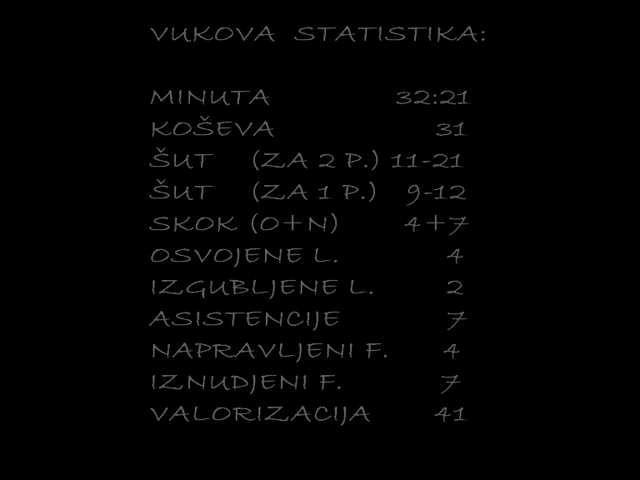 VUKOVA STATISTIKA:
MINUTA 32:21
KOŠEVA 31
ŠUT (ZA 2 P.) 11-21
ŠUT (ZA 1 P.) 9-12
SKOK (O+N) 4+7
OSVOJENE L. 4
IZGUBLJENE L. 2
ASISTENCIJE 7
NAPRAVLJENI F. 4
IZNUDJENI F. 7
VALORIZACIJA 41